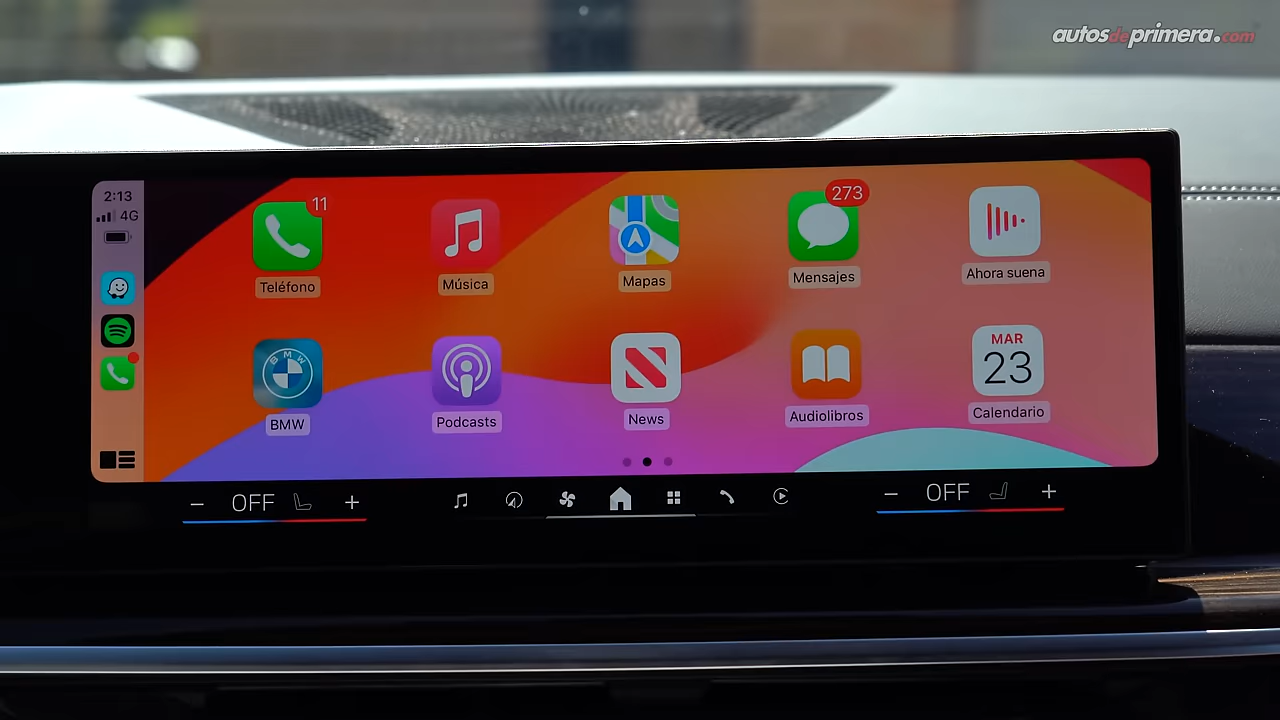 autosdeprimera.com
2:13
4G
11
273
Teléfono
Música
Mapas
Mensajes
Ahora suena
BMW
BMW
Podcasts
News
Audiolibros
MAR
23
Calendario
− OFF +
− OFF +